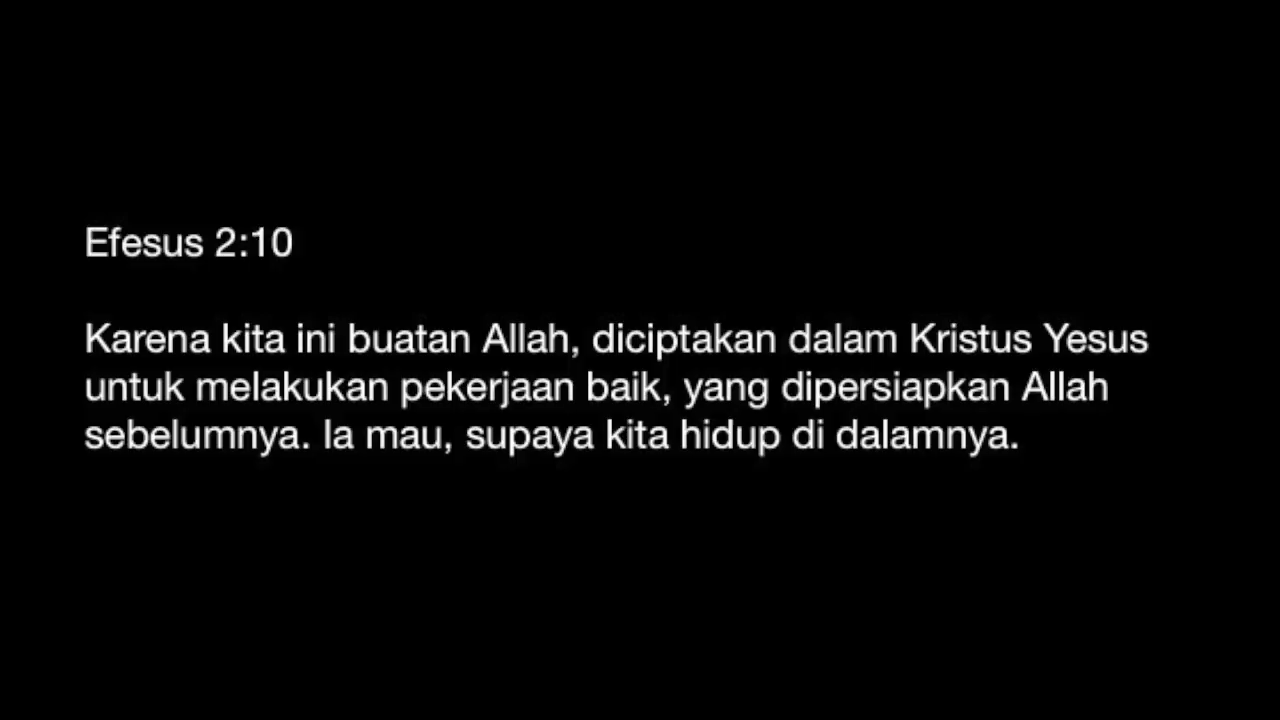 Efesus 2:10
Karena kita ini buatan Allah, diciptakan dalam Kristus Yesus
untuk melakukan pekerjaan baik, yang dipersiapkan Allah
sebelumnya. Ia mau, supaya kita hidup di dalamnya.